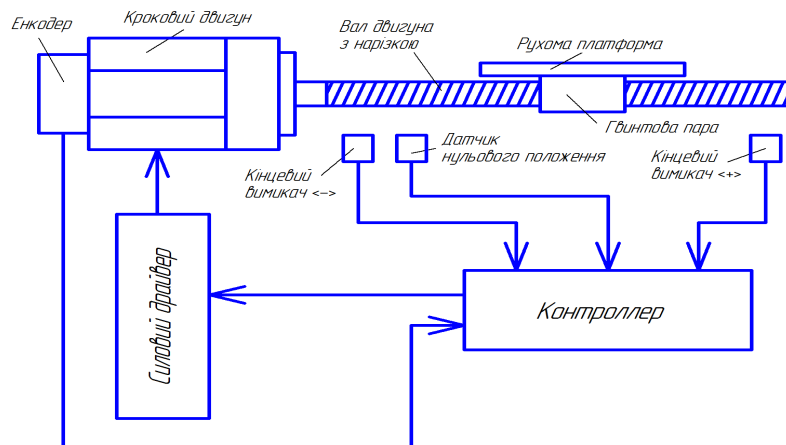 Енкодер
Кроковий двигун
Вал двигуна
з нарізкою
Рухома платформа
Гвинтова пара
Кінцевий
вимикач <->
Датчик
нульового положення
Кінцевий
вимикач <+>
Силовий драйвер
Контроллер